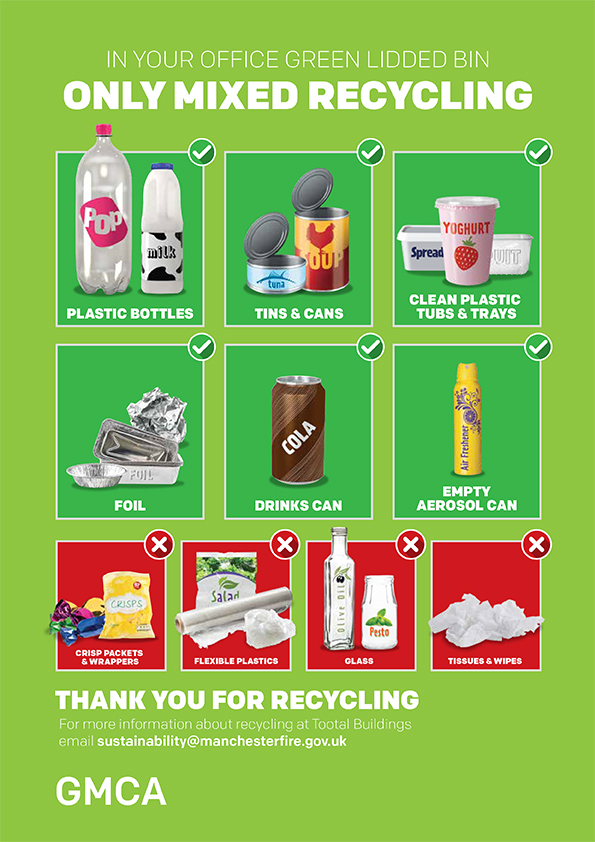 IN YOUR OFFICE GREEN LIDDED BIN
ONLY MIXED RECYCLING
POP
milk
PLASTIC BOTTLES
tuna
SOUP
TINS & CANS
Spread
YOGHURT
UIT
CLEAN PLASTIC
TUBS & TRAYS
FOIL
FOIL
COLA
DRINKS CAN
Air Freshener
EMPTY
AEROSOL CAN
CRISPS
CRISP PACKETS
& WRAPPERS
Salad
FLEXIBLE PLASTICS
Olive Oil
Pesto
GLASS
TISSUES & WIPES
THANK YOU FOR RECYCLING
For more information about recycling at Tootal Buildings
email sustainability@manchesterfire.gov.uk
GMCA